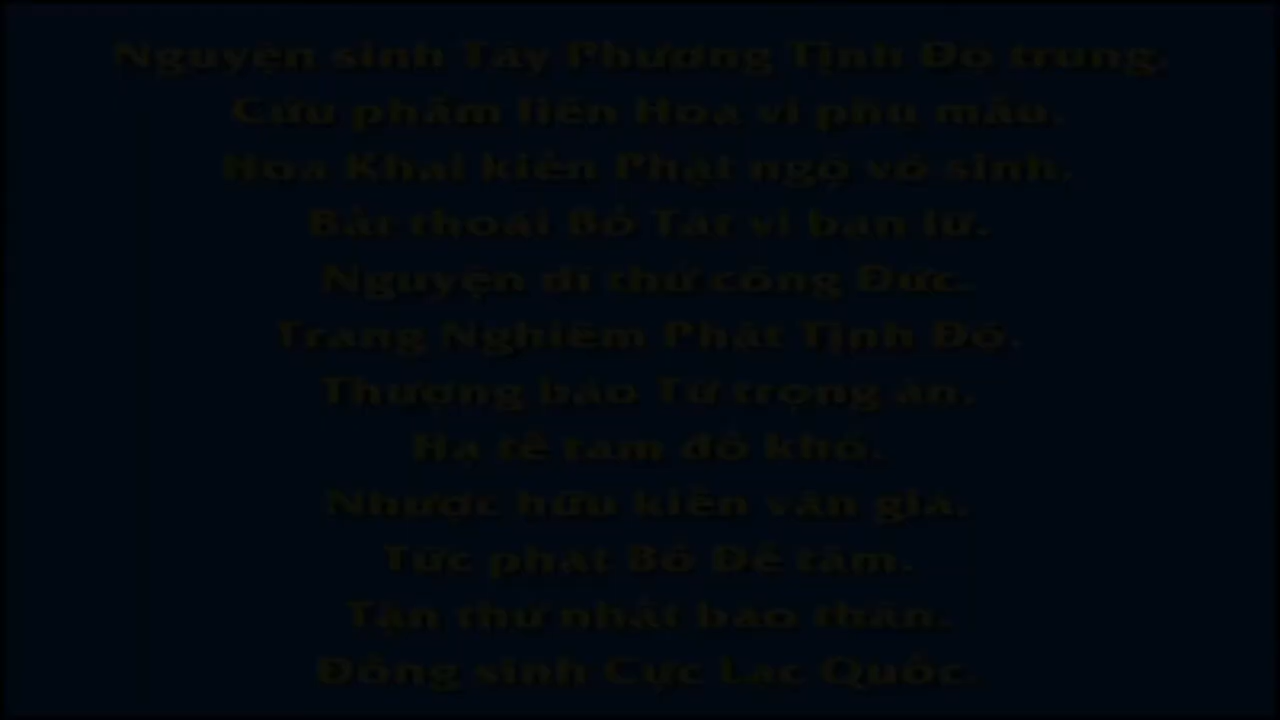 Nguyện sinh Tây Phương Tịnh Độ trung,
Cửu phẩm liên Hoa vi phụ mẫu.
Hoa Khai kiến Phật ngộ vô sinh,
Bất thoái Bồ Tát vi bạn lữ.
Nguyện dĩ thử công Đức.
Trang Nghiêm Phật Tịnh Độ.
Thượng báo Tứ trọng ân,
Hạ tế tam đồ khổ.
Nhược hữu kiến văn giả,
Tức phát Bồ Đề tâm.
Tận thử nhất báo thân,
Đồng sinh Cực Lạc Quốc.